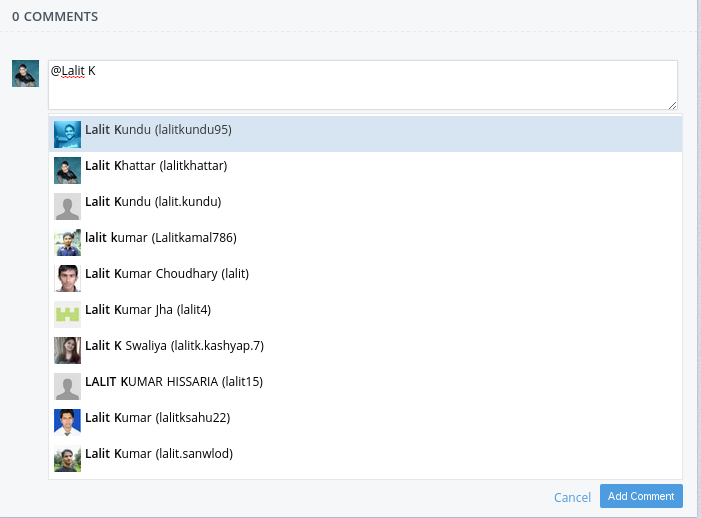 0 COMMENTS
@Lalit K
Lalit Kundu (lalitkundu95)
Lalit Khattar (lalitkhattar)
Lalit Kundu (lalit.kundu)
lalit kumar (Lalitkamal786)
Lalit Kumar Choudhary (lalit)
Lalit Kumar Jha (lalit4)
Lalit K Swaliya (lalitk.kashyap.7)
LALIT KUMAR HISSARIA (lalit15)
Lalit Kumar (lalitksahu22)
Lalit Kumar (lalit.sanwlod)
Cancel Add Comment